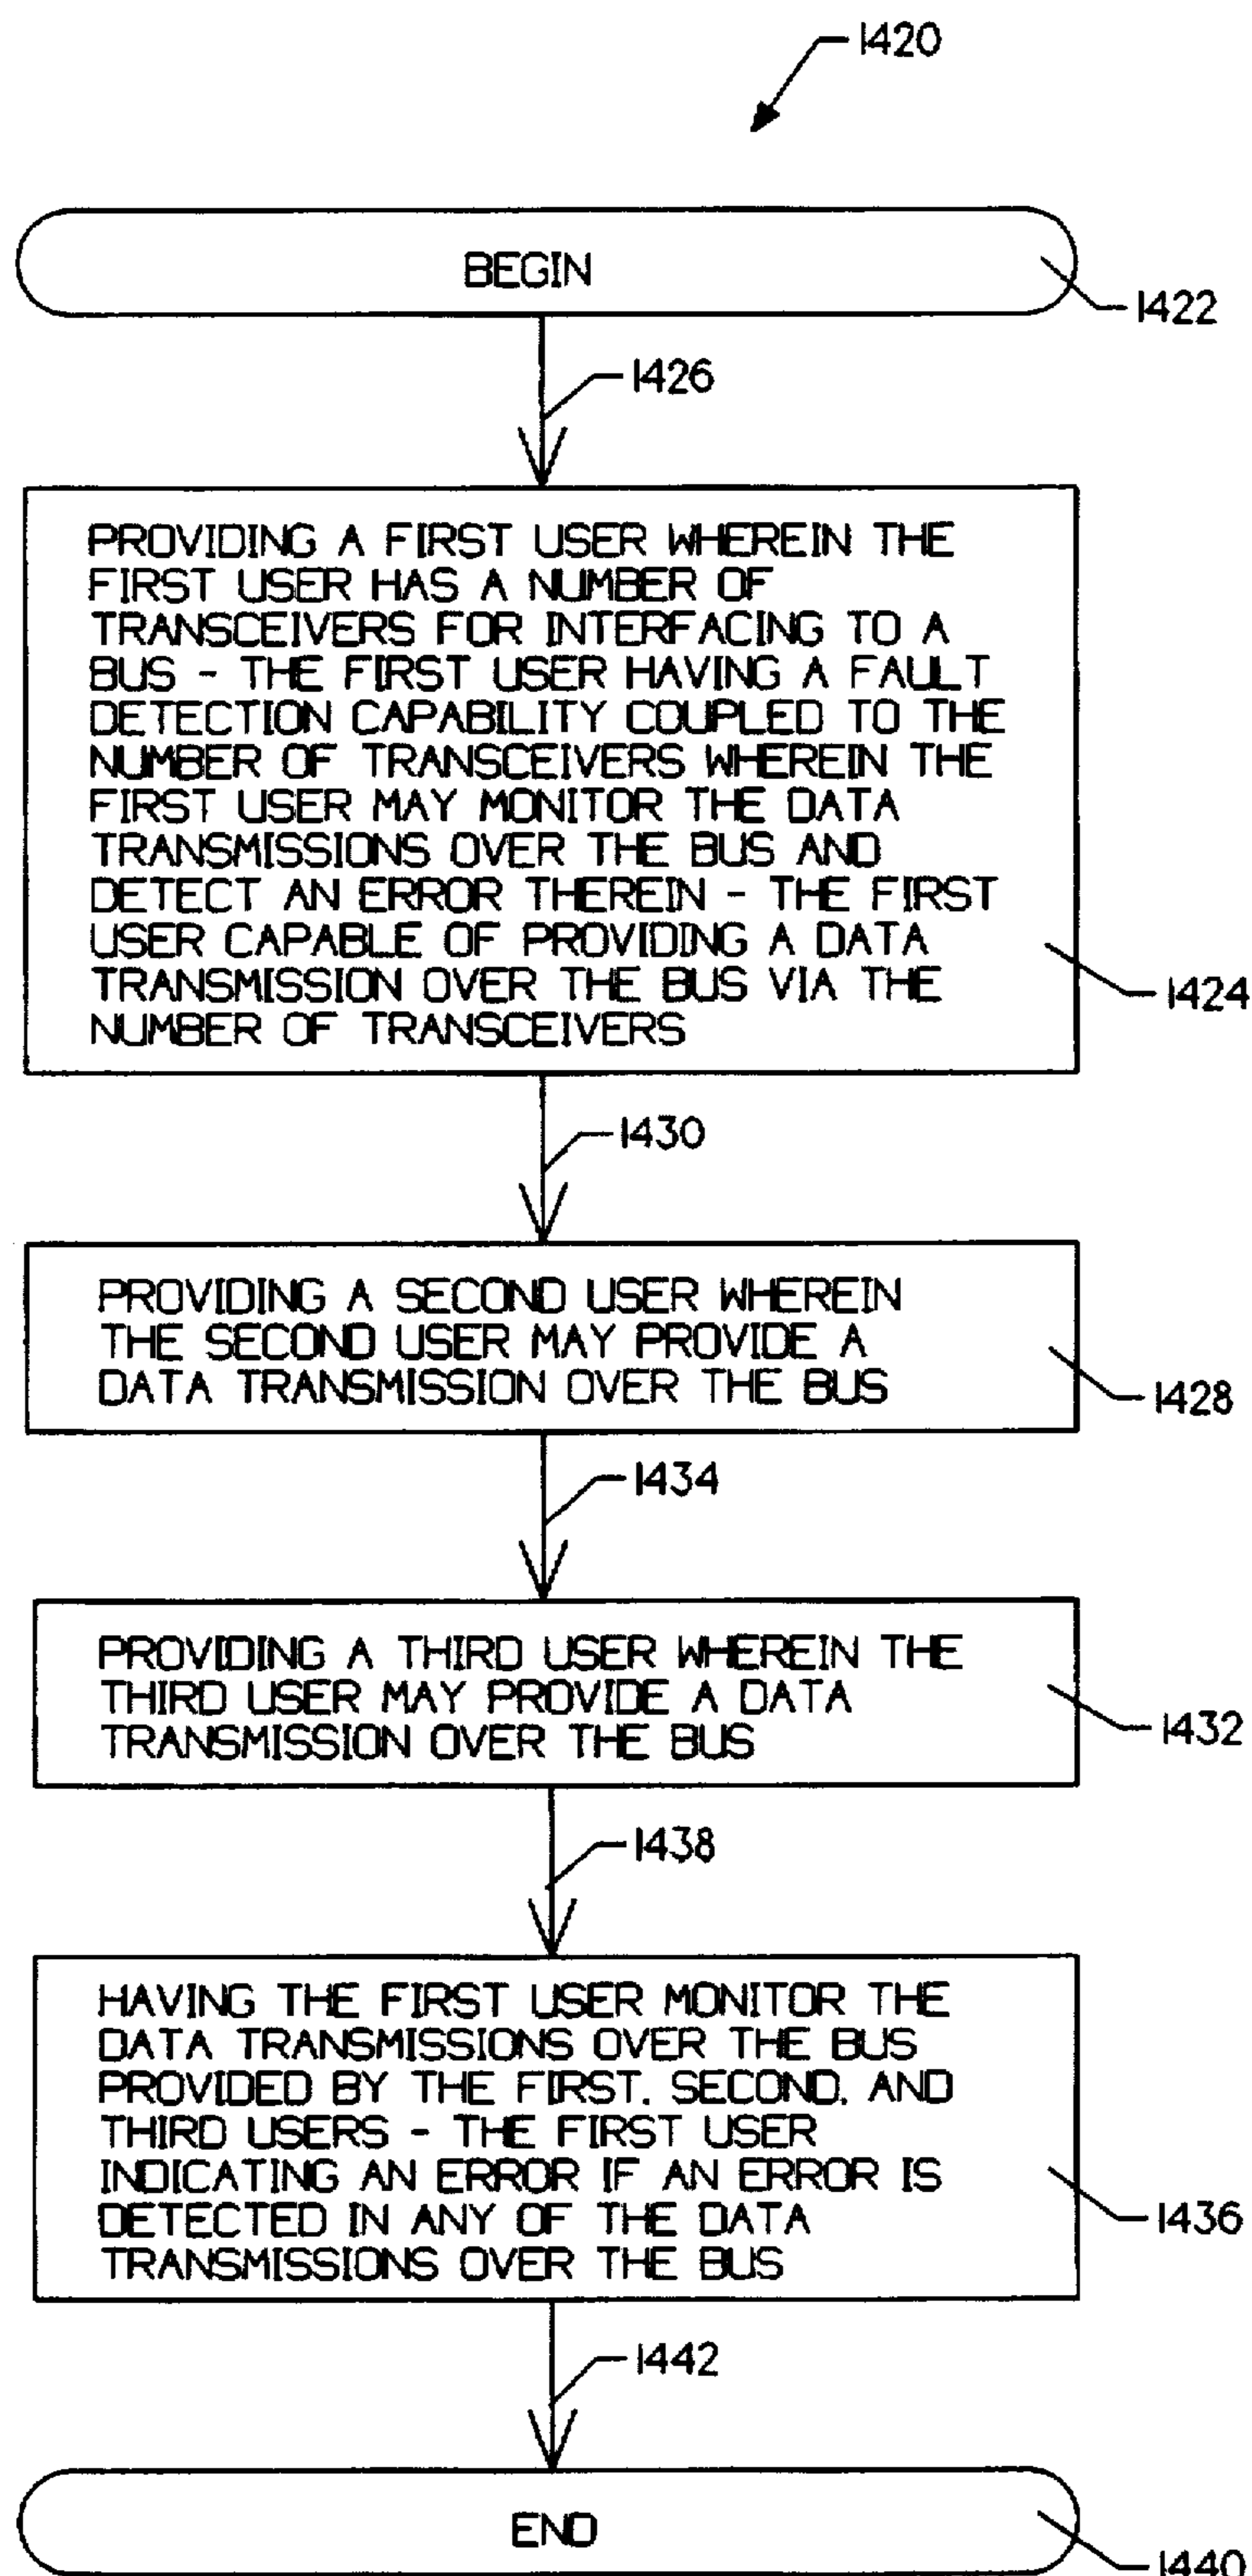 1420
BEGIN
1422
1426
PROVIDING A FIRST USER WHEREIN THE
FIRST USER HAS A NUMBER OF
TRANSCEIVERS FOR INTERFACING TO A
BUS - THE FIRST USER HAVING A FAULT
DETECTION CAPABILITY COUPLED TO THE
NUMBER OF TRANSCEIVERS WHEREIN THE
FIRST USER MAY MONITOR THE DATA
TRANSMISSIONS OVER THE BUS AND
DETECT AN ERROR THEREIN - THE FIRST
USER CAPABLE OF PROVIDING A DATA
TRANSMISSION OVER THE BUS VIA THE
NUMBER OF TRANSCEIVERS
1424
1430
PROVIDING A SECOND USER WHEREIN
THE SECOND USER MAY PROVIDE A
DATA TRANSMISSION OVER THE BUS
1428
1434
PROVIDING A THIRD USER WHEREIN THE
THIRD USER MAY PROVIDE A DATA
TRANSMISSION OVER THE BUS
1432
1438
HAVING THE FIRST USER MONITOR THE
DATA TRANSMISSIONS OVER THE BUS
PROVIDED BY THE FIRST, SECOND, AND
THIRD USERS - THE FIRST USER
INDICATING AN ERROR IF AN ERROR IS
DETECTED IN ANY OF THE DATA
TRANSMISSIONS OVER THE BUS
1436
1442
END
1440